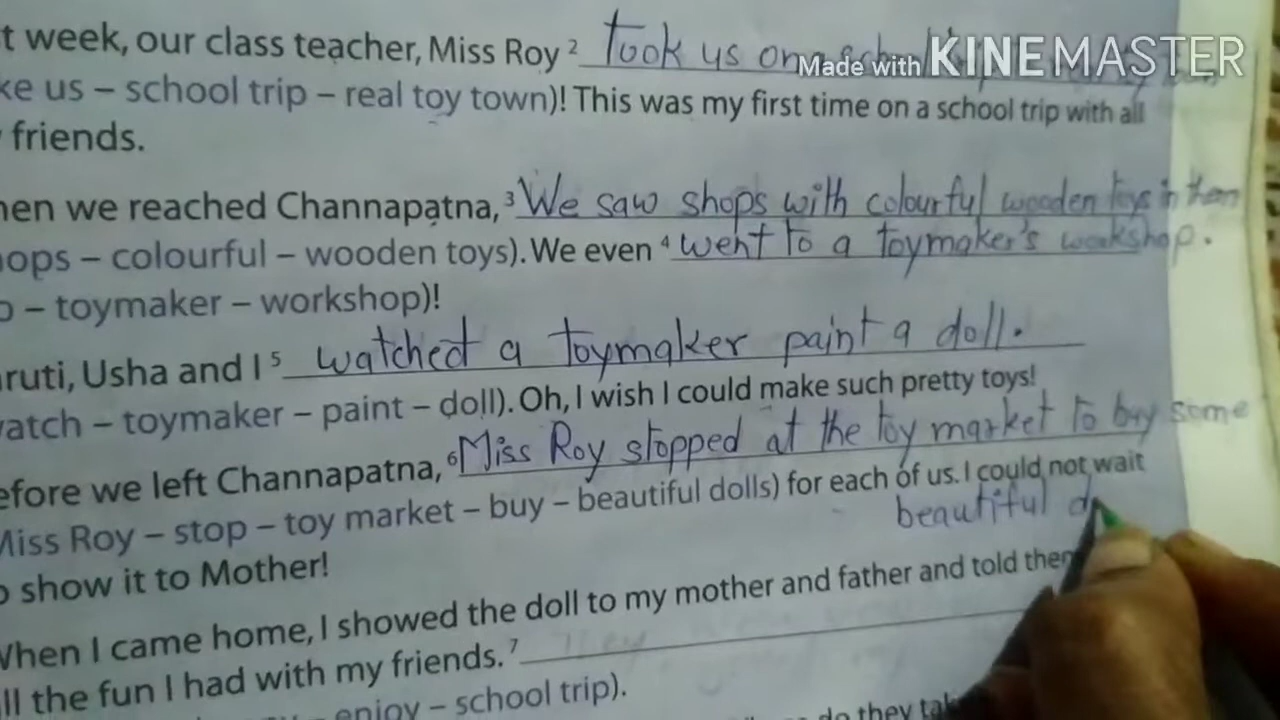 t week, our class teacher, Miss Roy ² took us on a
Made with KINEMASTER
ke us – school trip – real toy town)! This was my first time on a school trip with all
friends.
hen we reached Channapatna, ³ We saw shops with colourful wooden toys in them
ops – colourful – wooden toys). We even ⁴ went to a toymaker's workshop.
o – toymaker – workshop)!
ruti, Usha and I ⁵ watched a toymaker paint a doll.
atch – toymaker – paint – doll). Oh, I wish I could make such pretty toys!
efore we left Channapatna, ⁶ Miss Roy stopped at the toy market to buy some
Miss Roy – stop – toy market – buy – beautiful dolls) for each of us. I could not wait
beautiful d
o show it to Mother!
When I came home, I showed the doll to my mother and father and told them
ll the fun I had with my friends. ⁷ They
enjoy – school trip).
do they